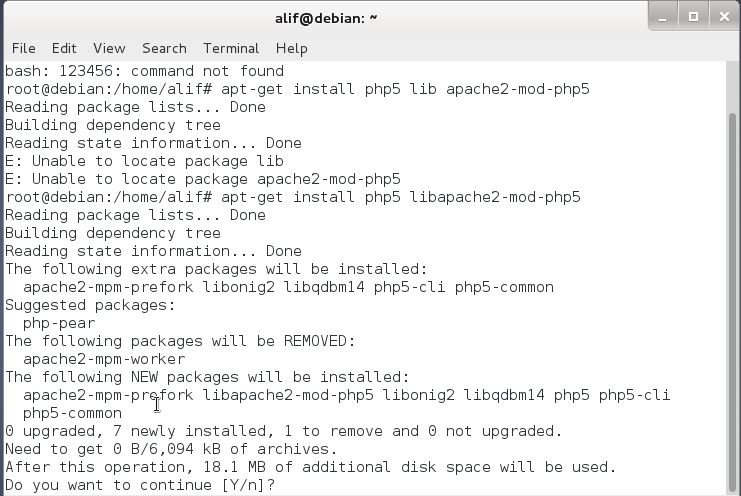 alif@debian: ~
File Edit View Search Terminal Help
bash: 123456: command not found
root@debian:/home/alif# apt-get install php5 lib apache2-mod-php5
Reading package lists... Done
Building dependency tree
Reading state information... Done
E: Unable to locate package lib
E: Unable to locate package apache2-mod-php5
root@debian:/home/alif# apt-get install php5 libapache2-mod-php5
Reading package lists... Done
Building dependency tree
Reading state information... Done
The following extra packages will be installed:
  apache2-mpm-prefork libonig2 libqdbm14 php5-cli php5-common
Suggested packages:
  php-pear
The following packages will be REMOVED:
  apache2-mpm-worker
The following NEW packages will be installed:
  apache2-mpm-prefork libapache2-mod-php5 libonig2 libqdbm14 php5 php5-cli
  php5-common
0 upgraded, 7 newly installed, 1 to remove and 0 not upgraded.
Need to get 0 B/6,094 kB of archives.
After this operation, 18.1 MB of additional disk space will be used.
Do you want to continue [Y/n]?